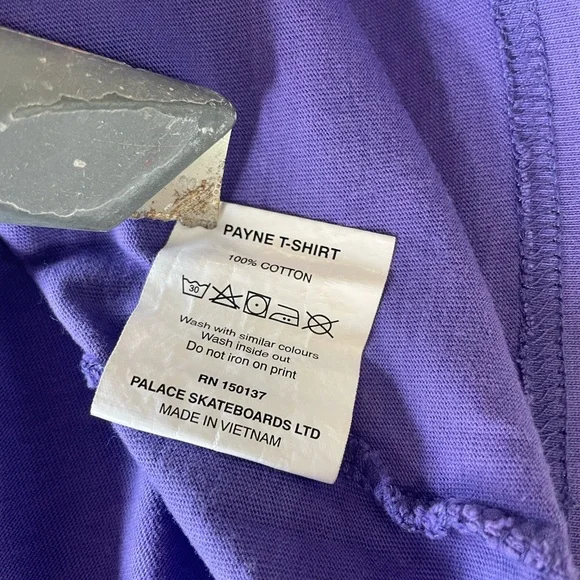 PAYNE T-SHIRT
100% COTTON
30
Wash with similar colours
Wash inside out
Do not iron on print
RN 150137
PALACE SKATEBOARDS LTD
MADE IN VIETNAM